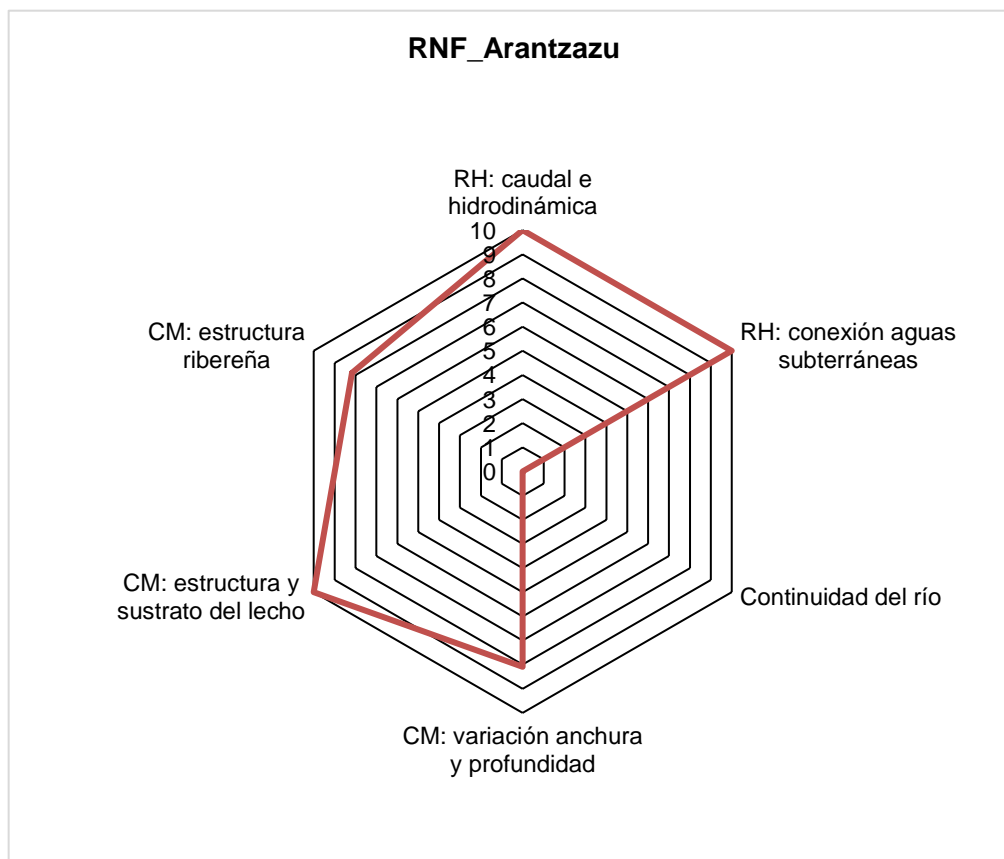 RNF_Arantzazu
RH: caudal e
hidrodinámica
10
9
8
7
6
5
4
3
2
1
0
RH: conexión aguas
subterráneas
Continuidad del río
CM: variación anchura
y profundidad
CM: estructura y
sustrato del lecho
CM: estructura
ribereña